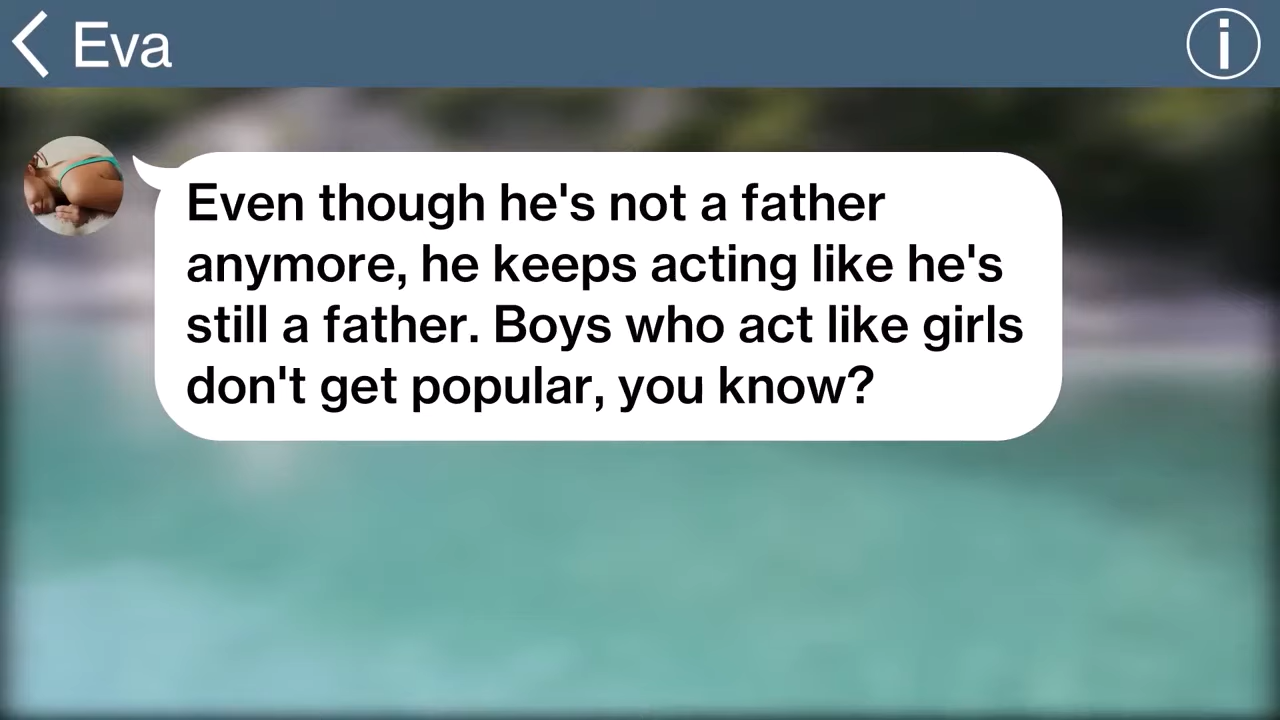 Eva
Even though he's not a father
anymore, he keeps acting like he's
still a father. Boys who act like girls
don't get popular, you know?